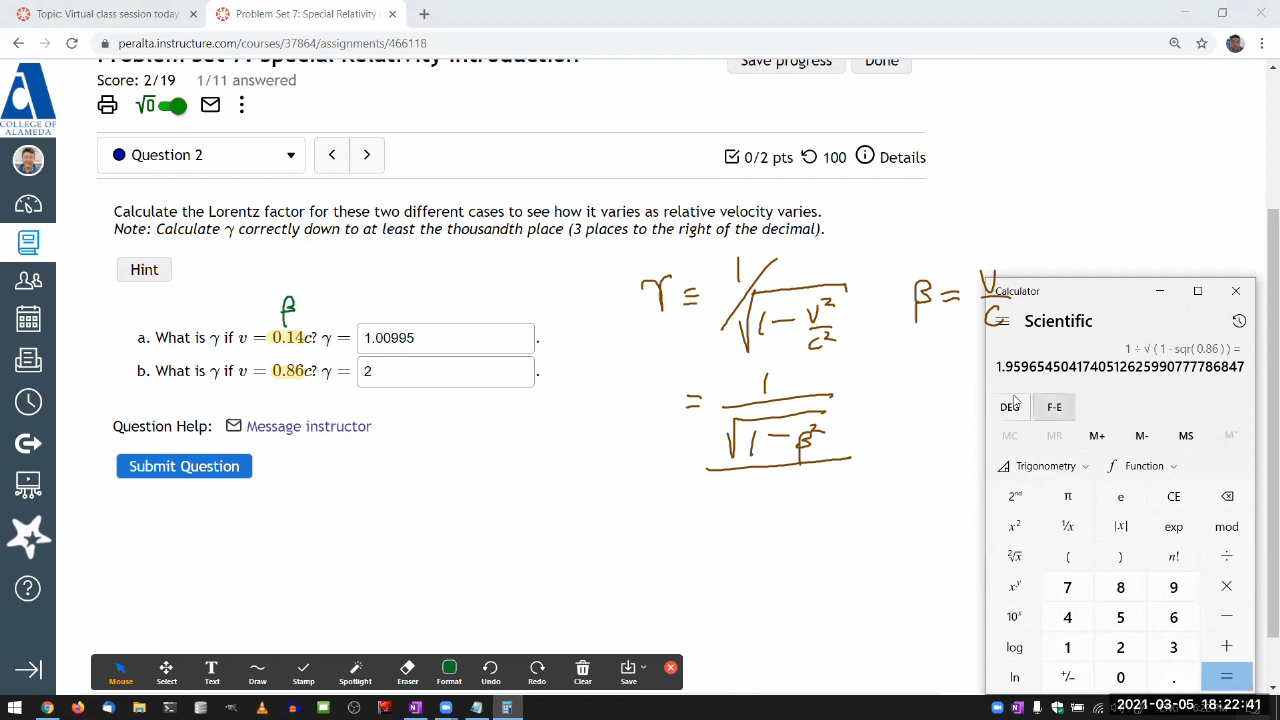 Topic: Virtual class session today
Problem Set 7: Special Relativity
peralta.instructure.com/courses/37864/assignments/466118
Problem Set 7: Special Relativity Introduction
Save progress
Done
Score: 2/19 1/11 answered
√0
COLLEGE OF
ALAMEDA
Question 2
0/2 pts 100 Details
Calculate the Lorentz factor for these two different cases to see how it varies as relative velocity varies.
Note: Calculate γ correctly down to at least the thousandth place (3 places to the right of the decimal).
Hint
β
a. What is γ if v = 0.14c? γ = 1.00995 .
b. What is γ if v = 0.86c? γ = 2 .
Question Help: Message instructor
Submit Question
γ ≡ 1/√(1 − v²/c²)
= 1/√(1 − β²)
β = v/c
Calculator
Scientific
1 ÷ √ ( 1 - sqr( 0.86 ) ) =
1.9596545041740512625990777786847
DEG F-E
MC MR M+ M- MS M˅
Trigonometry Function
2ⁿᵈ π e CE
x² ¹/x |x| exp mod
²√x ( ) n! ÷
xʸ 7 8 9 ×
10ˣ 4 5 6 −
log 1 2 3 +
ln +/− 0 . =
Mouse Select Text Draw Stamp Spotlight Eraser Format Undo Redo Clear Save
2021-03-05 18:22:41